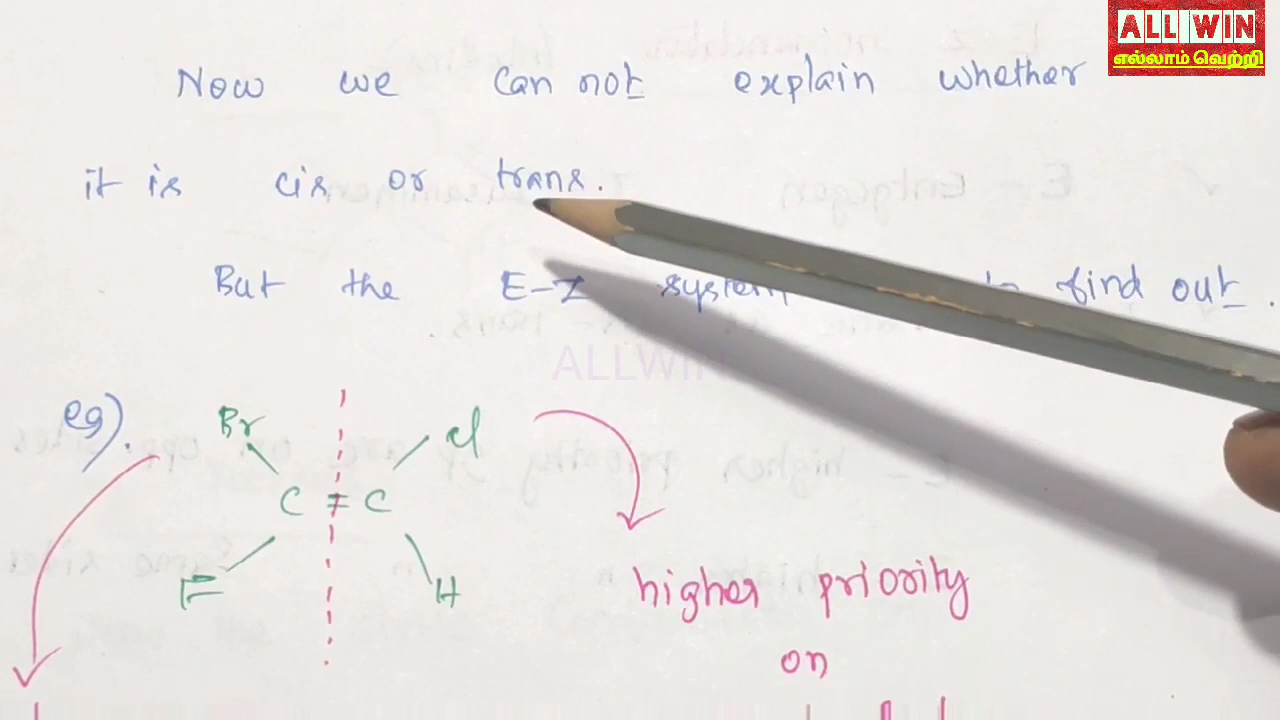 ALL WIN
எல்லாம் வெற்றி
Now we can not explain whether
it is cis or trans.
But the E-Z system find out.
ALLWIN
eg).
Br Cl
C = C
F H
higher priority
on